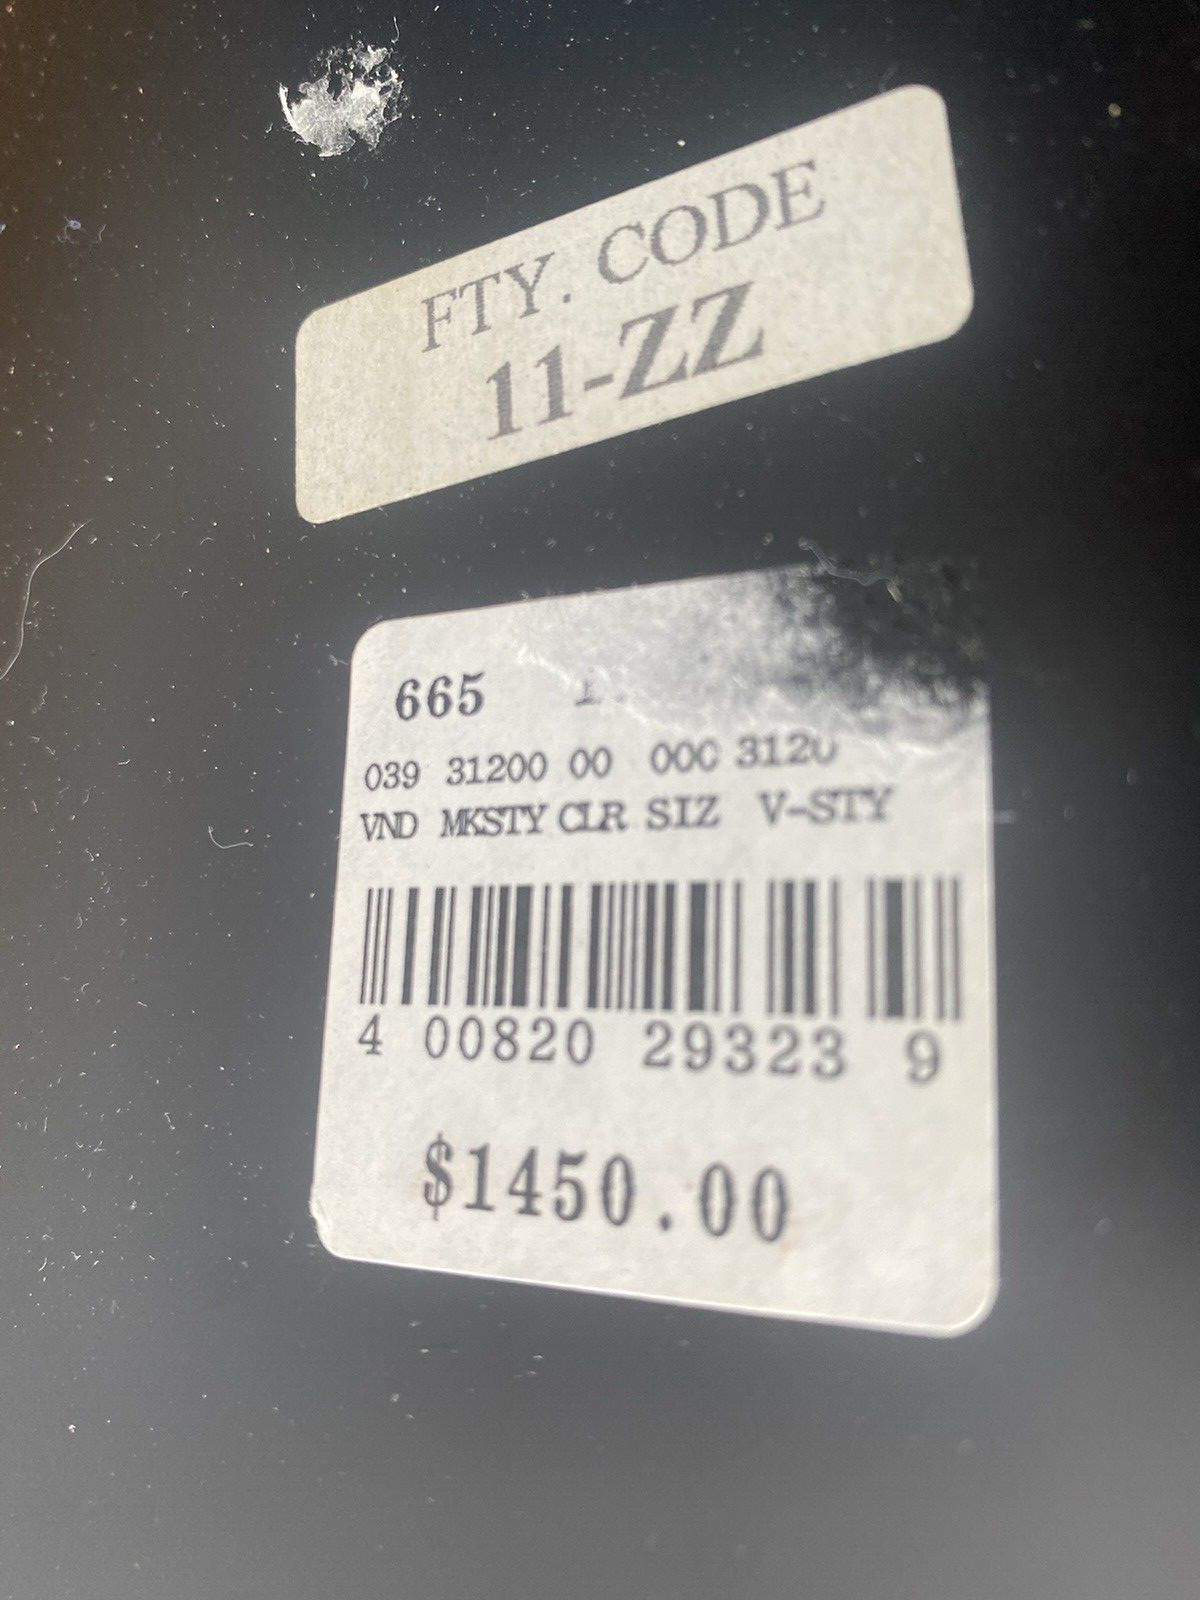 FTY. CODE
11-ZZ
665
039 31200 00 000 3120
VND MKSTY CLR SIZ V-STY
4 00820 29323 9
$1450.00